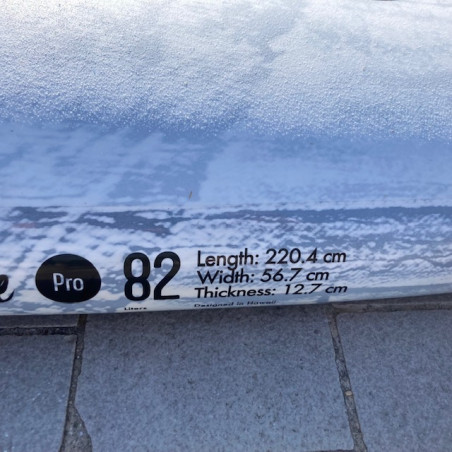 Pro
82
Liters
Length: 220.4 cm
Width: 56.7 cm
Thickness: 12.7 cm
Designed in Hawaii